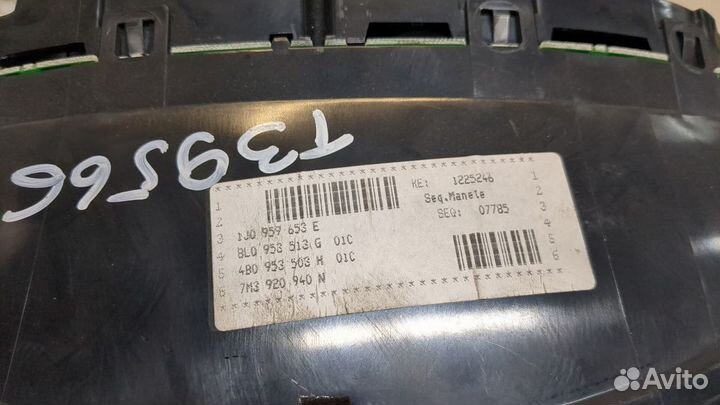 T39566
1
2
3
4
5
6
KE: 1225246
Seq.Manele
SEQ: 07785
1J0 959 653 E
8L0 953 513 G 01C
4B0 953 503 H 01C
7M3 920 940 N
1
2
3
4
5
6
Avito